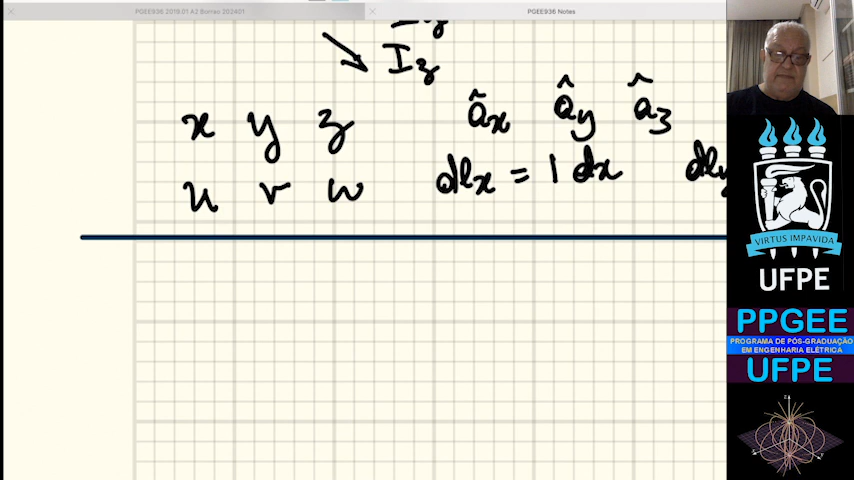 PGEE936 2019.01 A2 Borrao 202401
PGEE936 Notes
I z
x y z âx ây âz
u v w dlx = 1 dx dly
VIRTUS IMPAVIDA
UFPE
PPGEE
PROGRAMA DE PÓS-GRADUAÇÃO
EM ENGENHARIA ELÉTRICA
UFPE